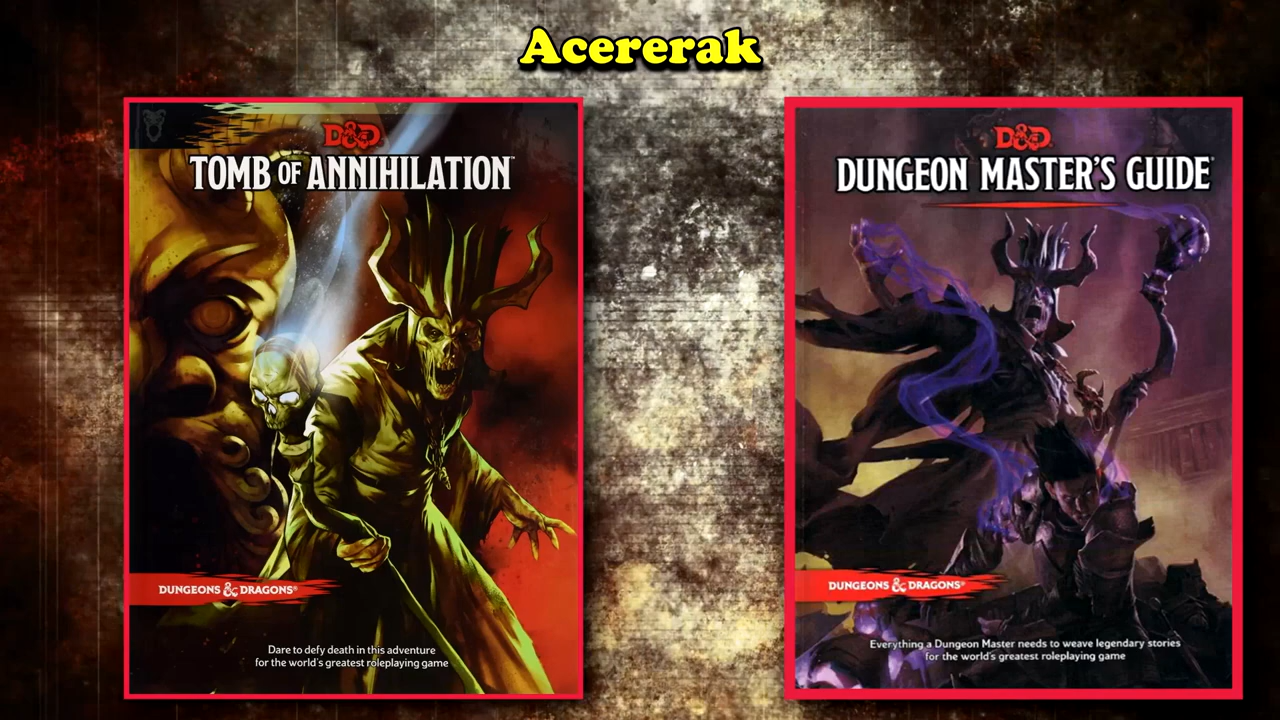 Acererak
D&D
TOMB OF ANNIHILATION™
DUNGEONS & DRAGONS®
Dare to defy death in this adventure
for the world's greatest roleplaying game
D&D
DUNGEON MASTER'S GUIDE®
DUNGEONS & DRAGONS®
Everything a Dungeon Master needs to weave legendary stories
for the world's greatest roleplaying game